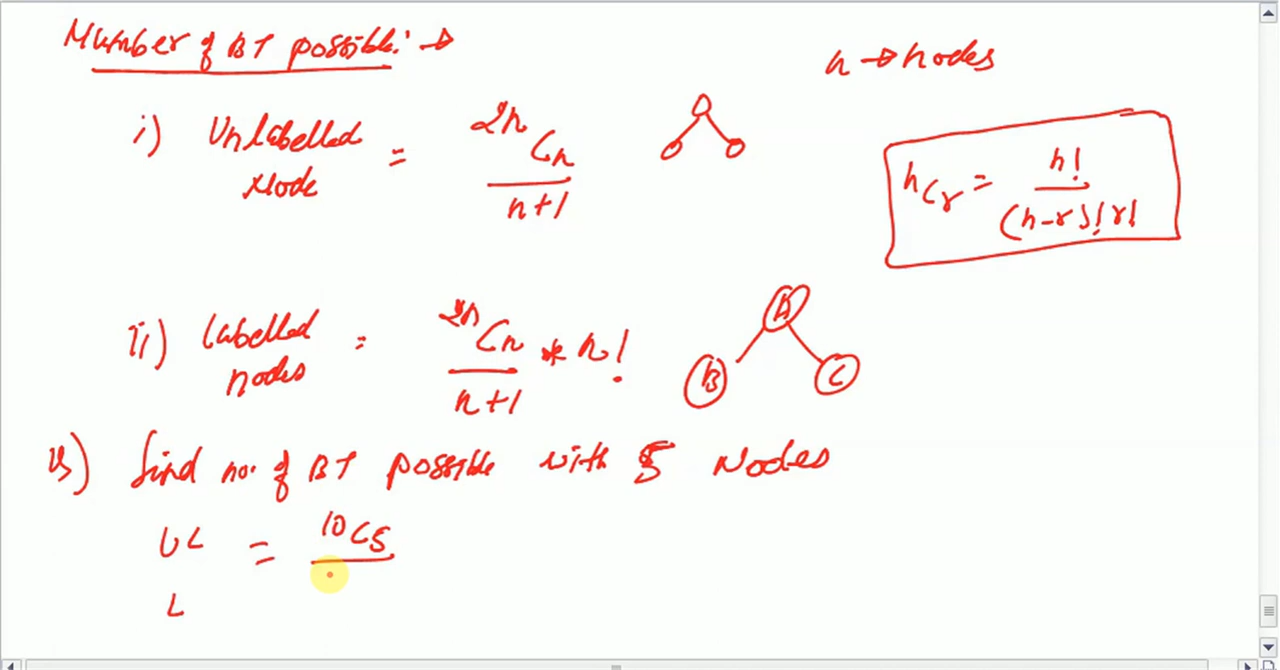 Number of BT possible: →
n → nodes
i) Unlabelled Node = 2nCn / n+1
nCr = n! / (n-r)! r!
ii) Labelled nodes = 2nCn / n+1 * n!
A
B C
find no. of BT possible with 5 Nodes
UL = 10C5
L